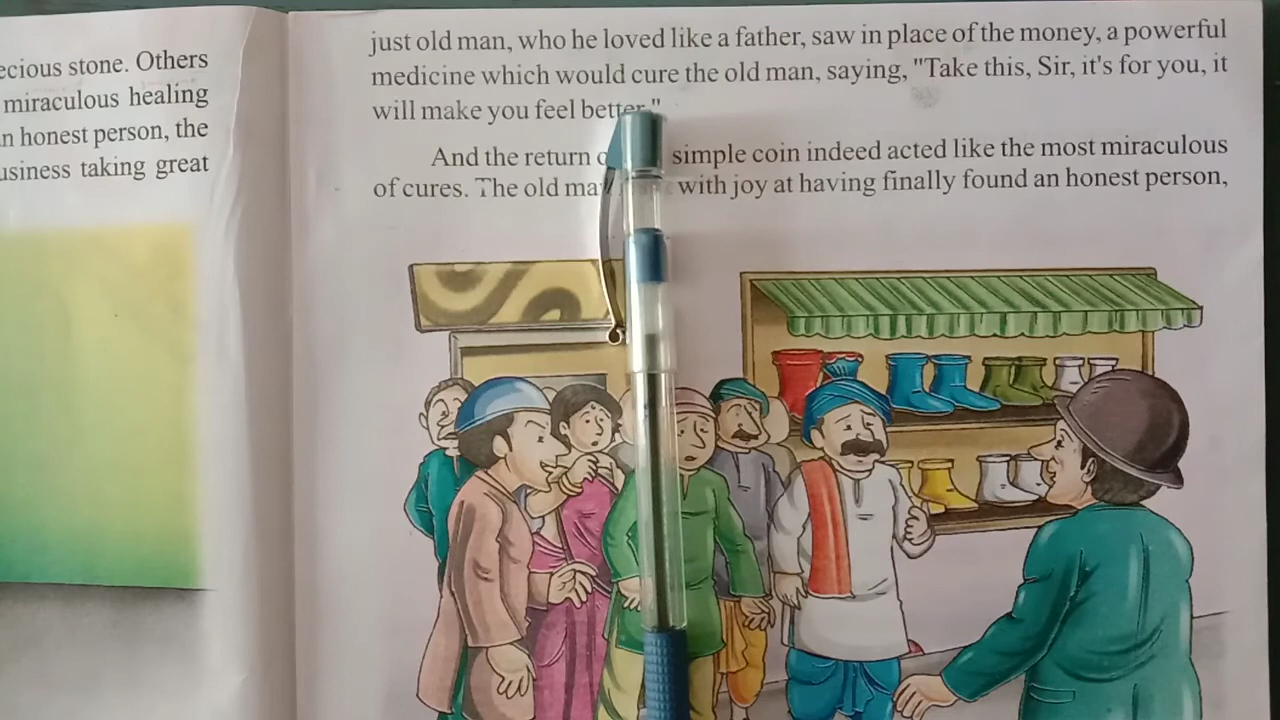 ecious stone. Others
miraculous healing
n honest person, the
usiness taking great
just old man, who he loved like a father, saw in place of the money, a powerful
medicine which would cure the old man, saying, "Take this, Sir, it's for you, it
will make you feel better."
And the return simple coin indeed acted like the most miraculous
of cures. The old with joy at having finally found an honest person,